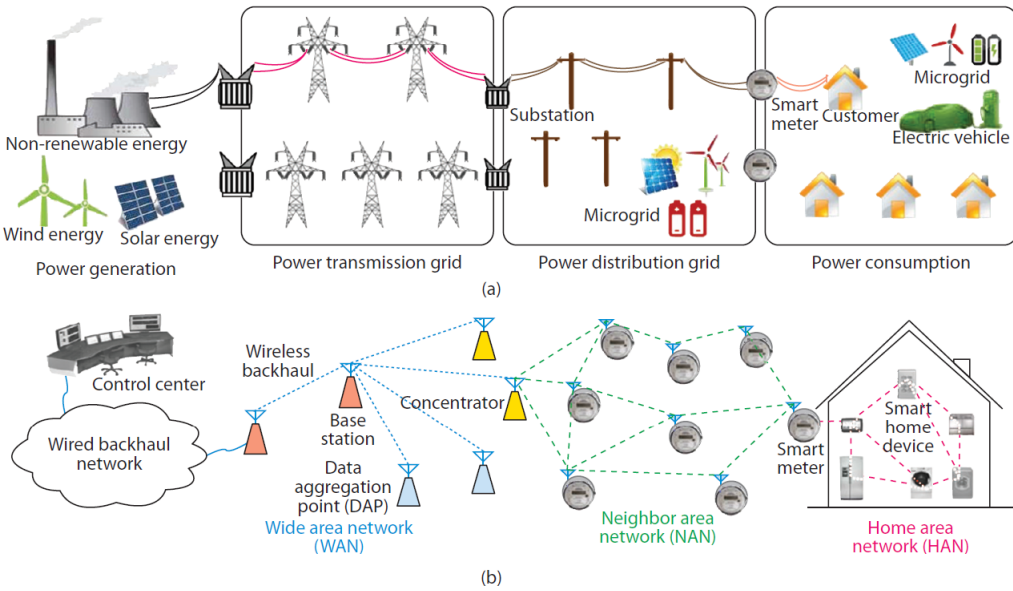 Non-renewable energy
Wind energy
Solar energy
Power generation
Power transmission grid
Substation
Microgrid
Power distribution grid
Smart
meter
Customer
Microgrid
Electric vehicle
Power consumption
(a)
Control center
Wired backhaul
network
Wireless
backhaul
Base
station
Concentrator
Data
aggregation
point (DAP)
Wide area network
(WAN)
Neighbor area
network (NAN)
Smart
meter
Smart
home
device
Home area
network (HAN)
(b)